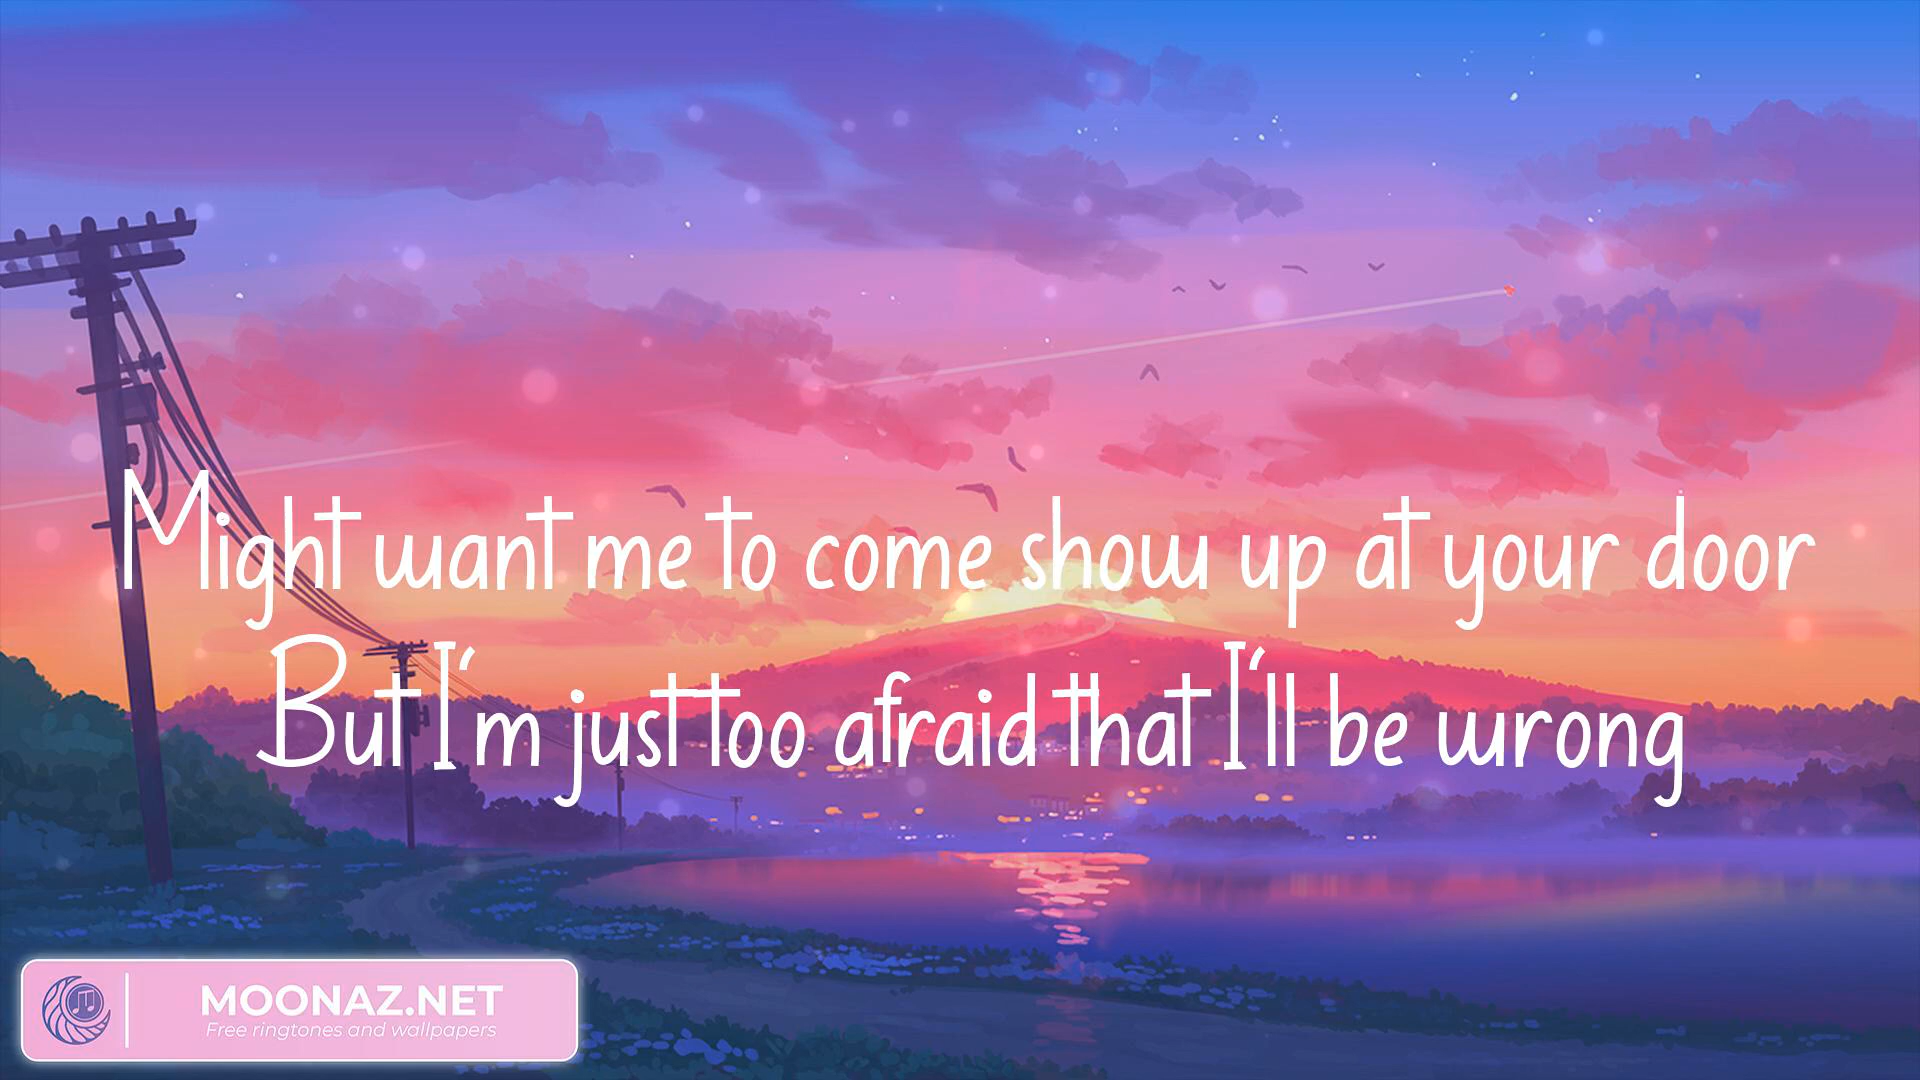 Might want me to come show up at your door
But I'm just too afraid that I'll be wrong
MOONAZ.NET
Free ringtones and wallpapers